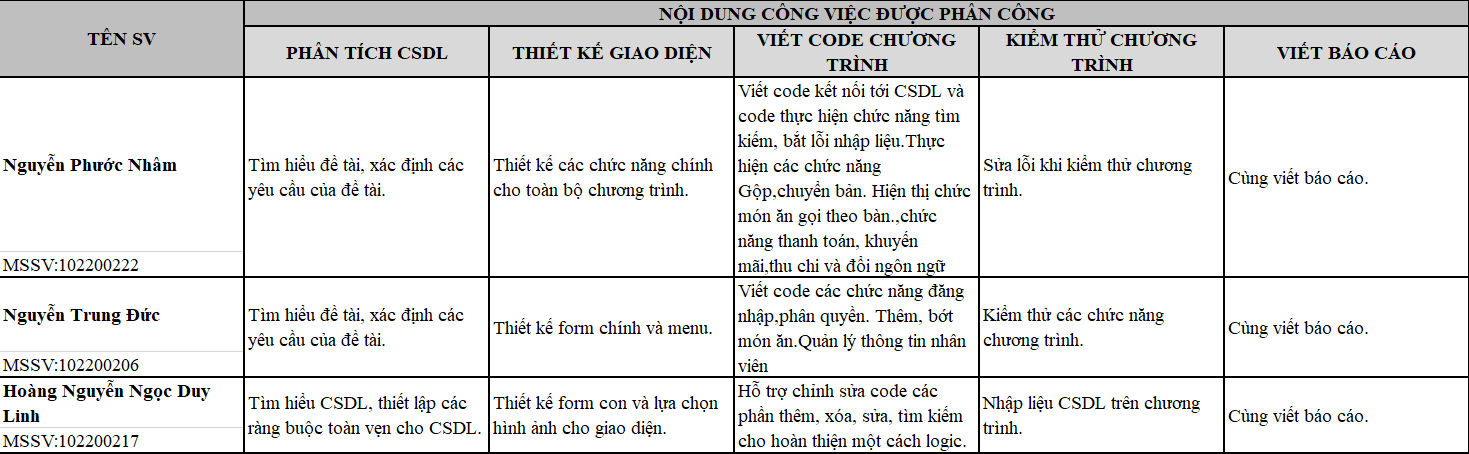 TÊN SV
NỘI DUNG CÔNG VIỆC ĐƯỢC PHÂN CÔNG
PHÂN TÍCH CSDL
THIẾT KẾ GIAO DIỆN
VIẾT CODE CHƯƠNG
TRÌNH
KIỂM THỬ CHƯƠNG
TRÌNH
VIẾT BÁO CÁO
Nguyễn Phước Nhâm
MSSV:102200222
Tìm hiểu đề tài, xác định các
yêu cầu của đề tài.
Thiết kế các chức năng chính
cho toàn bộ chương trình.
Viết code kết nối tới CSDL và
code thực hiện chức năng tìm
kiếm, bắt lỗi nhập liệu.Thực
hiện các chức năng
Gộp,chuyển bản. Hiện thị chức
món ăn gọi theo bàn.,chức
năng thanh toán, khuyến
mãi,thu chi và đổi ngôn ngữ
Sửa lỗi khi kiểm thử chương
trình.
Cùng viết báo cáo.
Nguyễn Trung Đức
MSSV:102200206
Tìm hiểu đề tài, xác định các
yêu cầu của đề tài.
Thiết kế form chính và menu.
Viết code các chức năng đăng
nhập,phân quyền. Thêm, bớt
món ăn.Quản lý thông tin nhân
viên
Kiểm thử các chức năng
chương trình.
Cùng viết báo cáo.
Hoàng Nguyễn Ngọc Duy
Linh
MSSV:102200217
Tìm hiểu CSDL, thiết lập các
ràng buộc toàn vẹn cho CSDL.
Thiết kế form con và lựa chọn
hình ảnh cho giao diện.
Hỗ trợ chỉnh sửa code các
phần thêm, xóa, sửa, tìm kiếm
cho hoàn thiện một cách logic.
Nhập liệu CSDL trên chương
trình.
Cùng viết báo cáo.